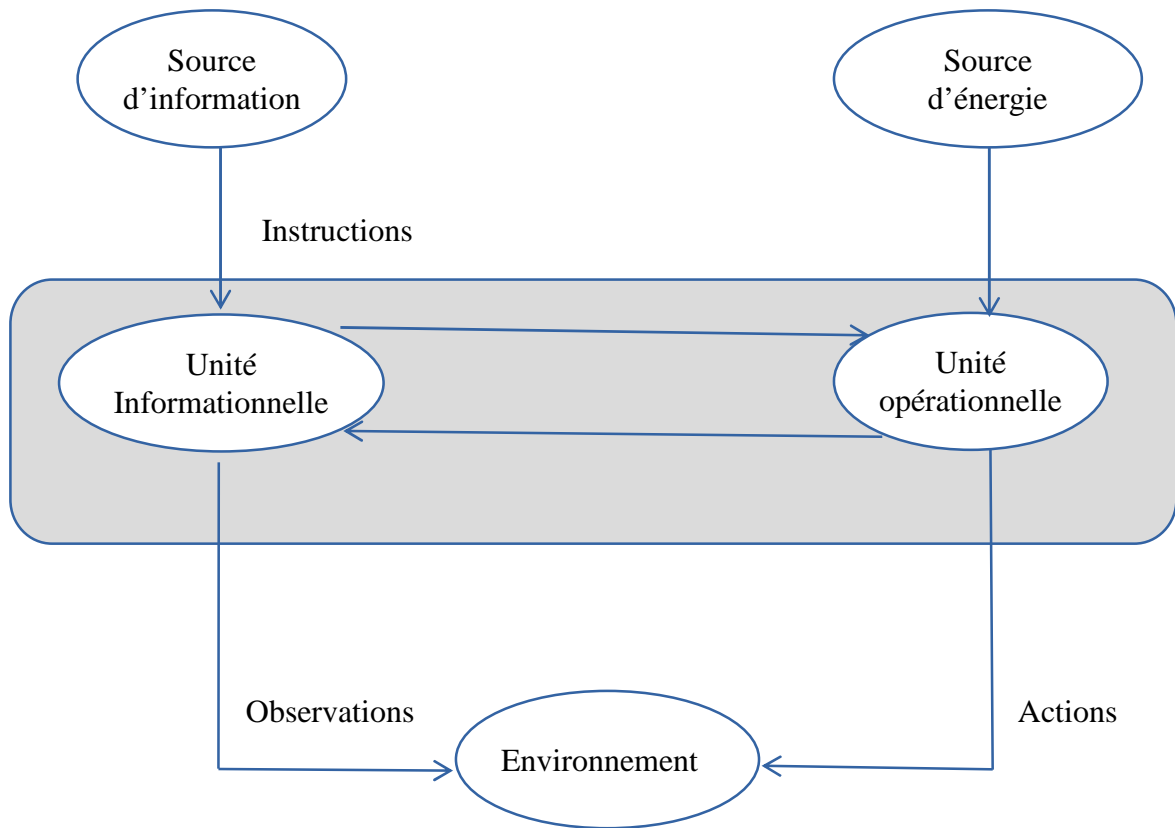 Source
d’information
Source
d’énergie
Instructions
Unité
Informationnelle
Unité
opérationnelle
Observations
Actions
Environnement